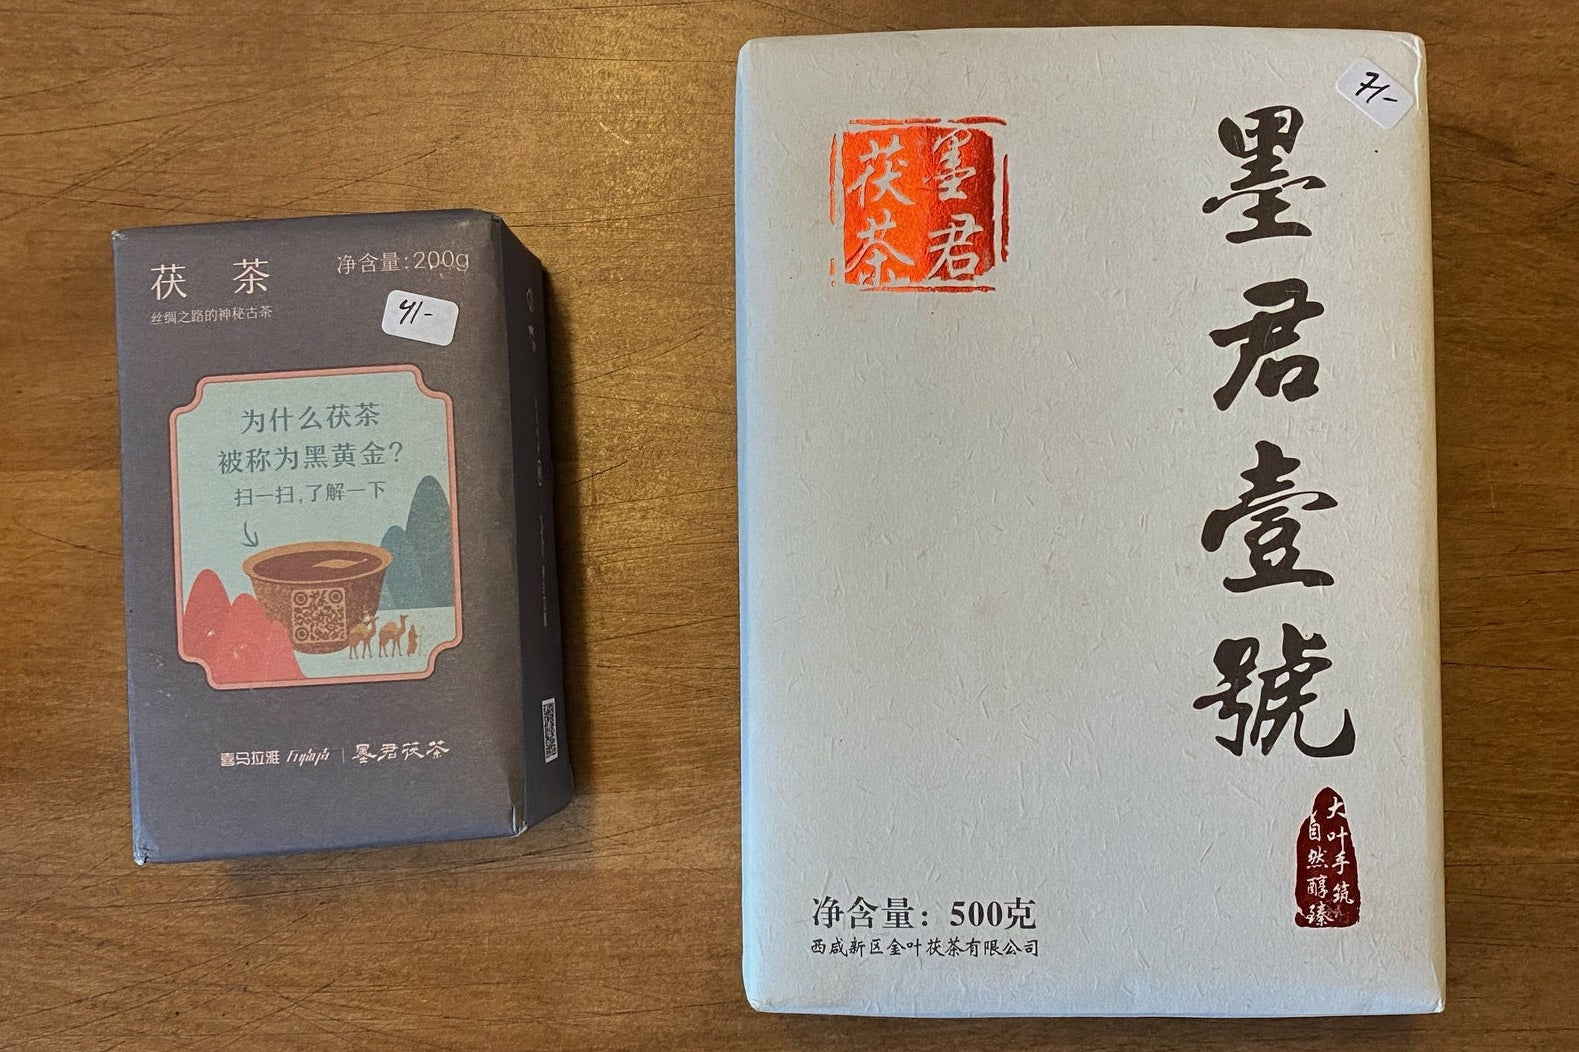 茯 茶
净含量:200g
丝绸之路的神秘古茶
41-
为什么茯茶
被称为黑黄金?
扫一扫,了解一下
喜马拉雅
墨君茯茶
71-
墨君
茯茶
墨君壹號
大叶手筑
自然醇臻
净含量：500克
西咸新区金叶茯茶有限公司